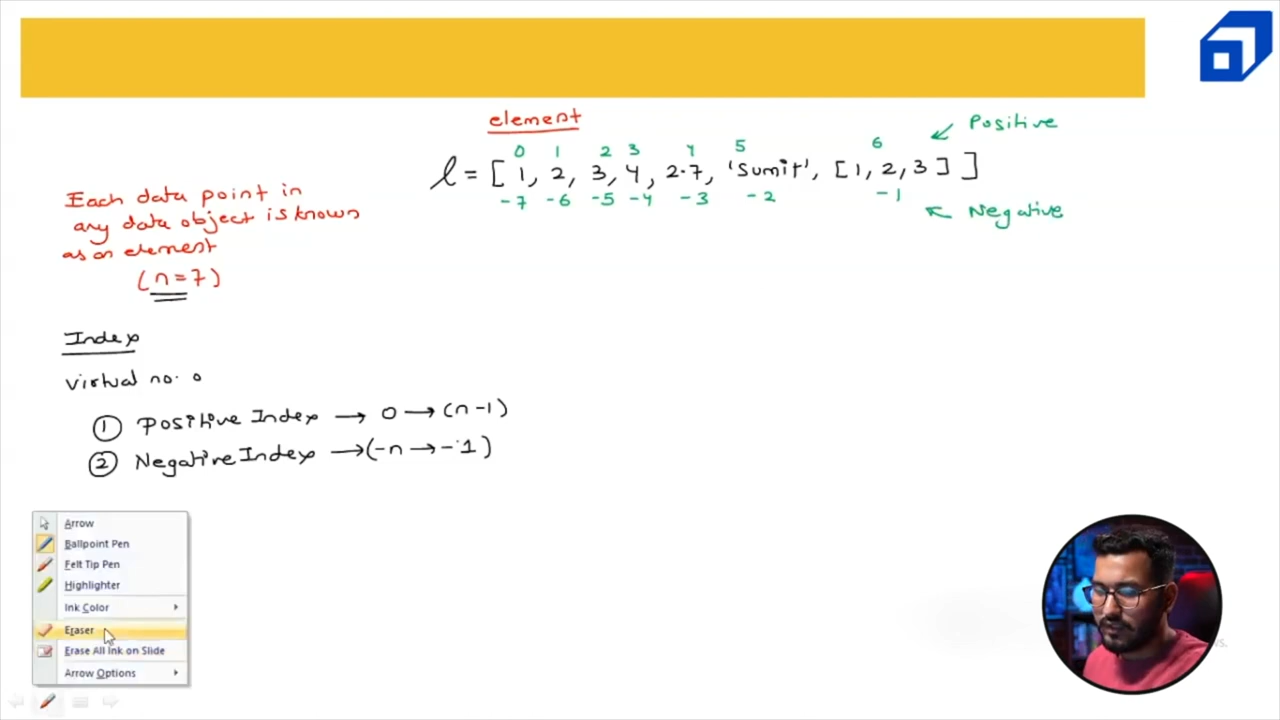 element
Positive
0 1 2 3 4 5 6
l = [ 1, 2, 3, 4, 2.7, 'Sumit', [1, 2, 3 ] ]
-7 -6 -5 -4 -3 -2 -1
Negative
Each data point in
any data object is known
as an element
(n=7)
Index
virtual no. o
1 Positive Index → 0 → (n-1)
2 Negative Index → (-n → -1)
Arrow
Ballpoint Pen
Felt Tip Pen
Highlighter
Ink Color
Eraser
Erase All Ink on Slide
Arrow Options